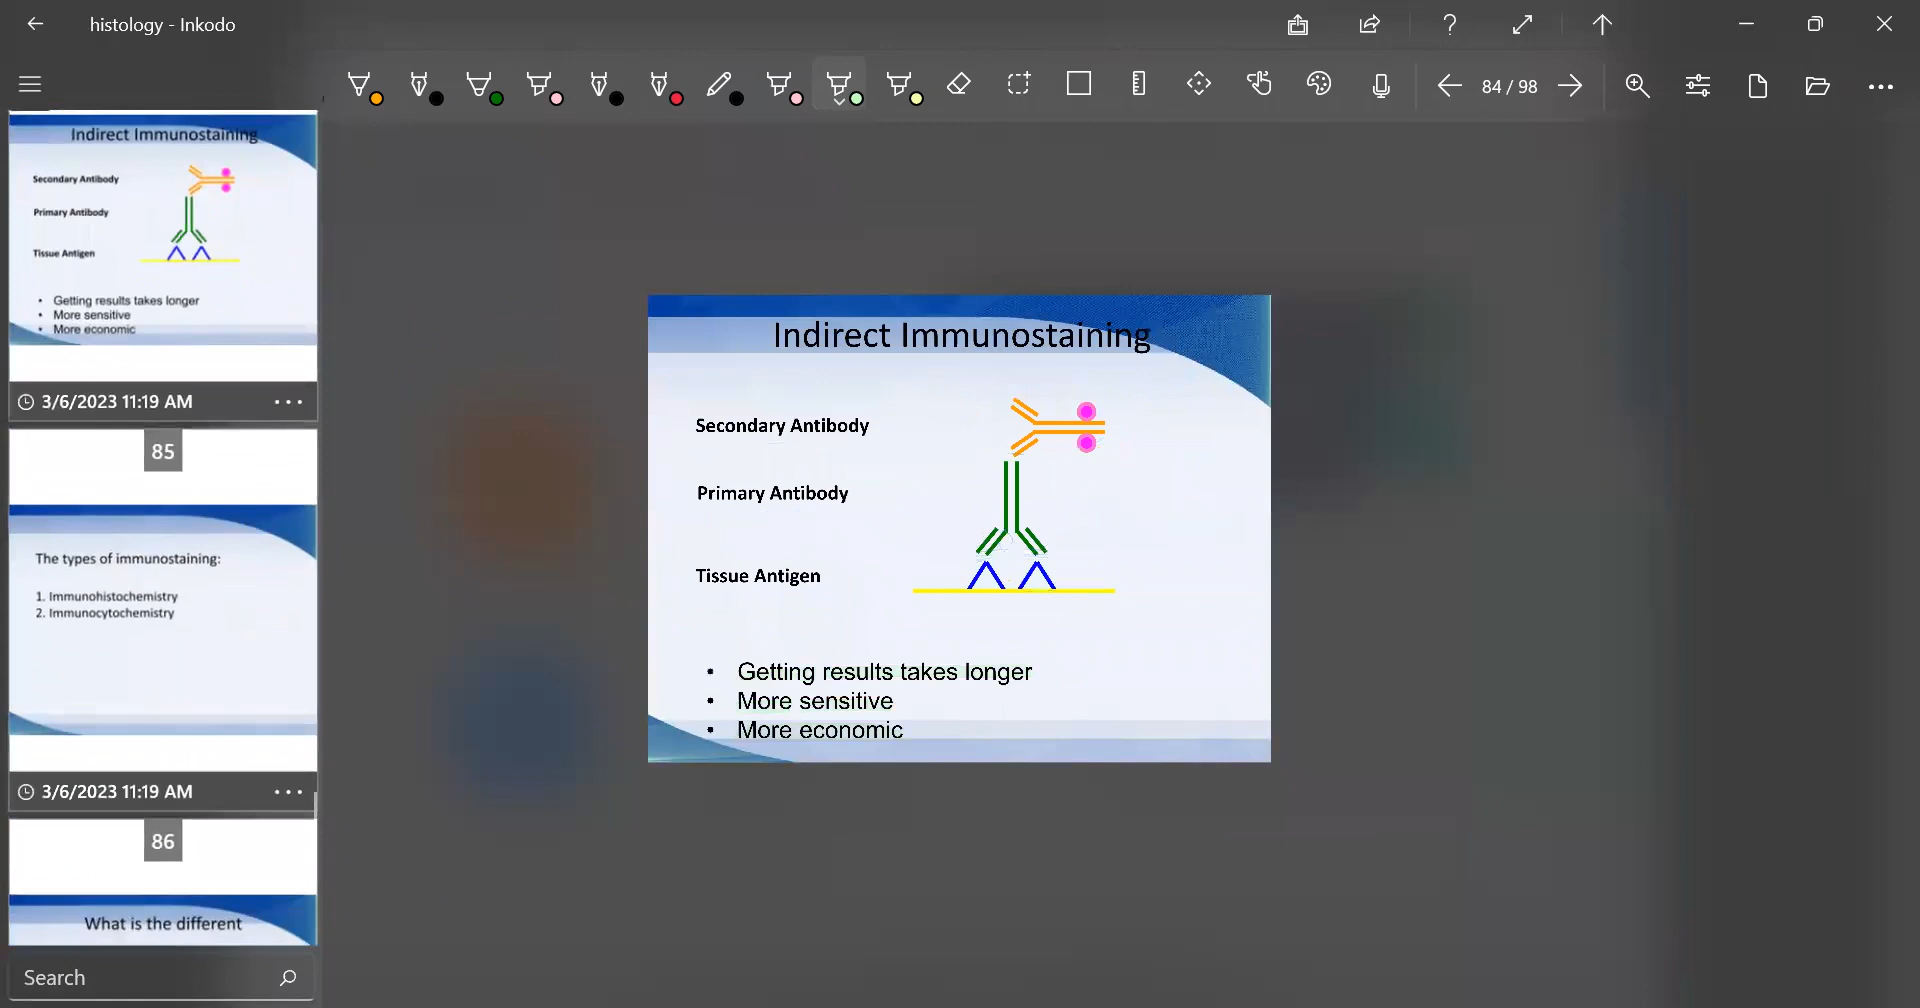 histology - Inkodo
84 / 98
Indirect Immunostaining
Secondary Antibody
Primary Antibody
Tissue Antigen
• Getting results takes longer
• More sensitive
• More economic
3/6/2023 11:19 AM
85
The types of immunostaining:
1. Immunohistochemistry
2. Immunocytochemistry
3/6/2023 11:19 AM
86
What is the different
Search
Indirect Immunostaining
Secondary Antibody
Primary Antibody
Tissue Antigen
• Getting results takes longer
• More sensitive
• More economic